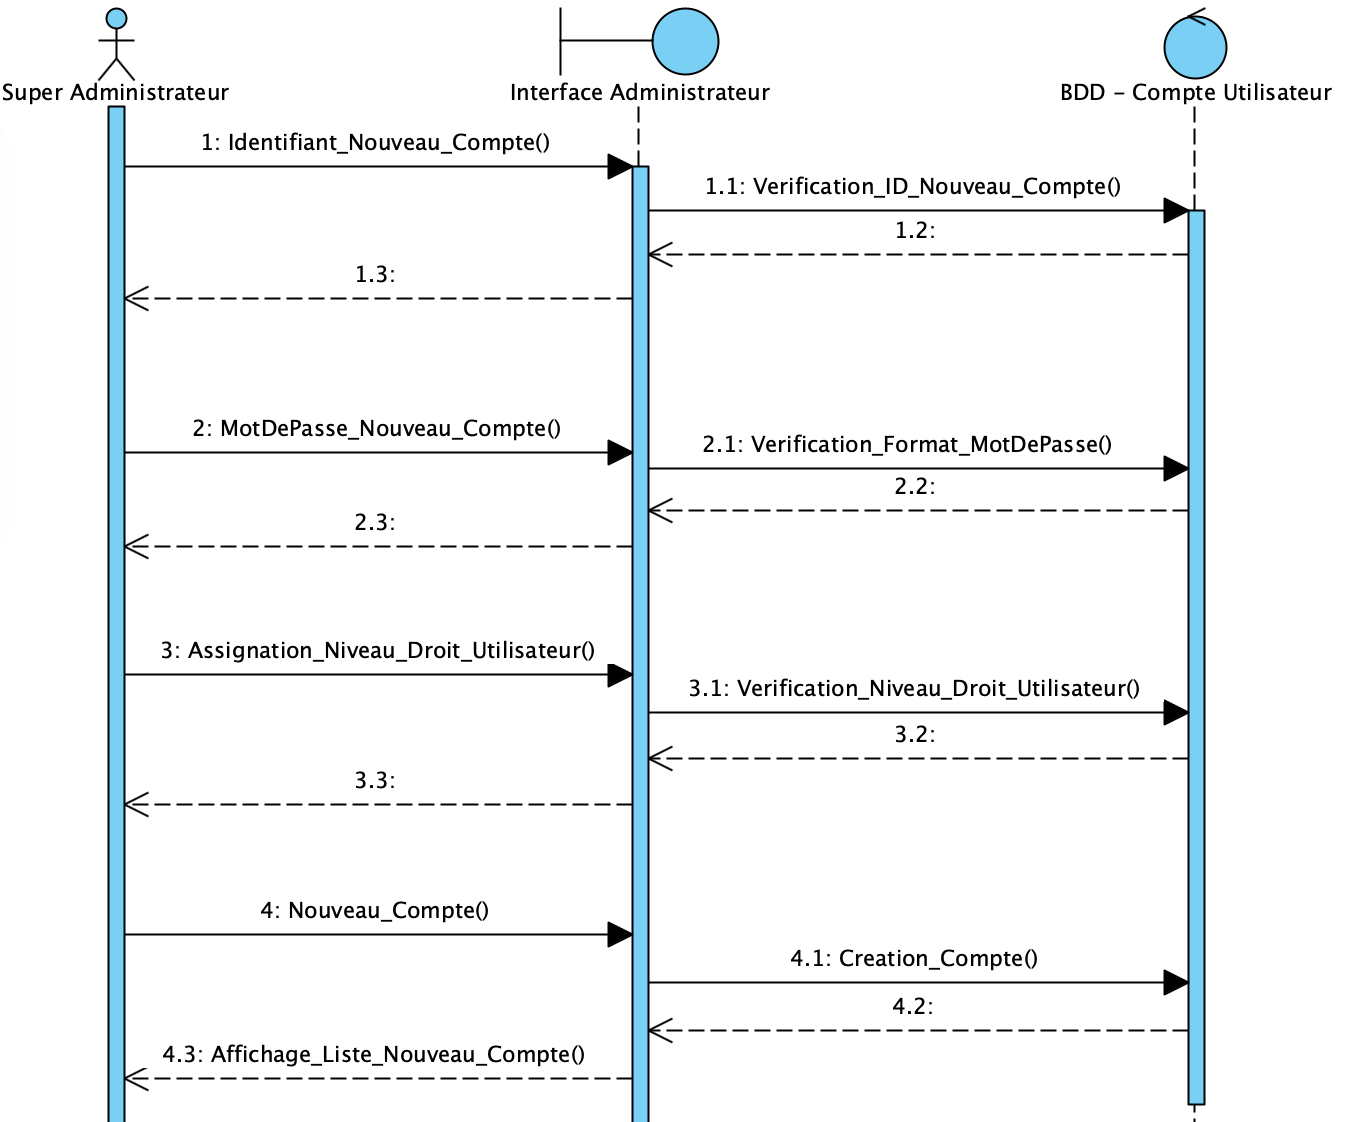 Super Administrateur
Interface Administrateur
BDD - Compte Utilisateur
1: Identifiant_Nouveau_Compte()
1.1: Verification_ID_Nouveau_Compte()
1.2:
1.3:
2: MotDePasse_Nouveau_Compte()
2.1: Verification_Format_MotDePasse()
2.2:
2.3:
3: Assignation_Niveau_Droit_Utilisateur()
3.1: Verification_Niveau_Droit_Utilisateur()
3.2:
3.3:
4: Nouveau_Compte()
4.1: Creation_Compte()
4.2:
4.3: Affichage_Liste_Nouveau_Compte()